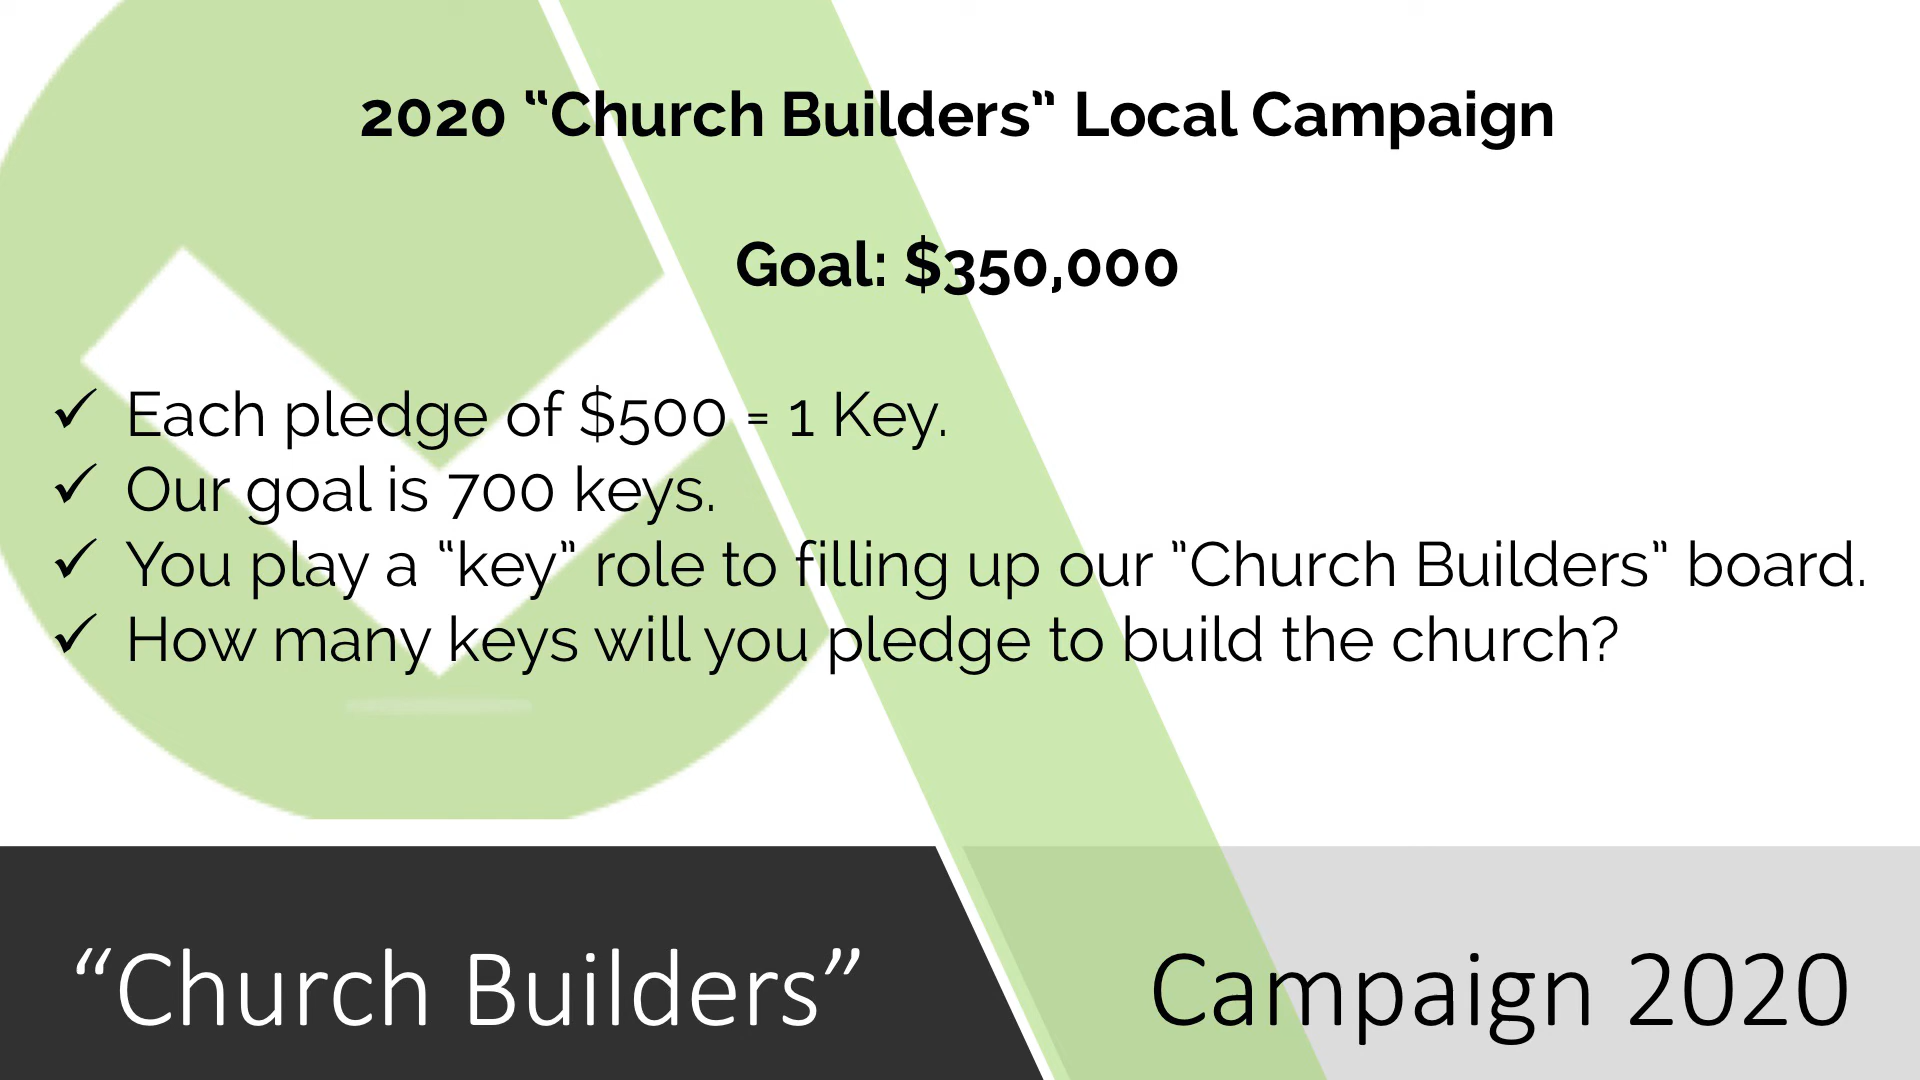 2020 “Church Builders” Local Campaign
Goal: $350,000
✓ Each pledge of $500 = 1 Key.
✓ Our goal is 700 keys.
✓ You play a “key” role to filling up our ”Church Builders” board.
✓ How many keys will you pledge to build the church?
“Church Builders”
Campaign 2020